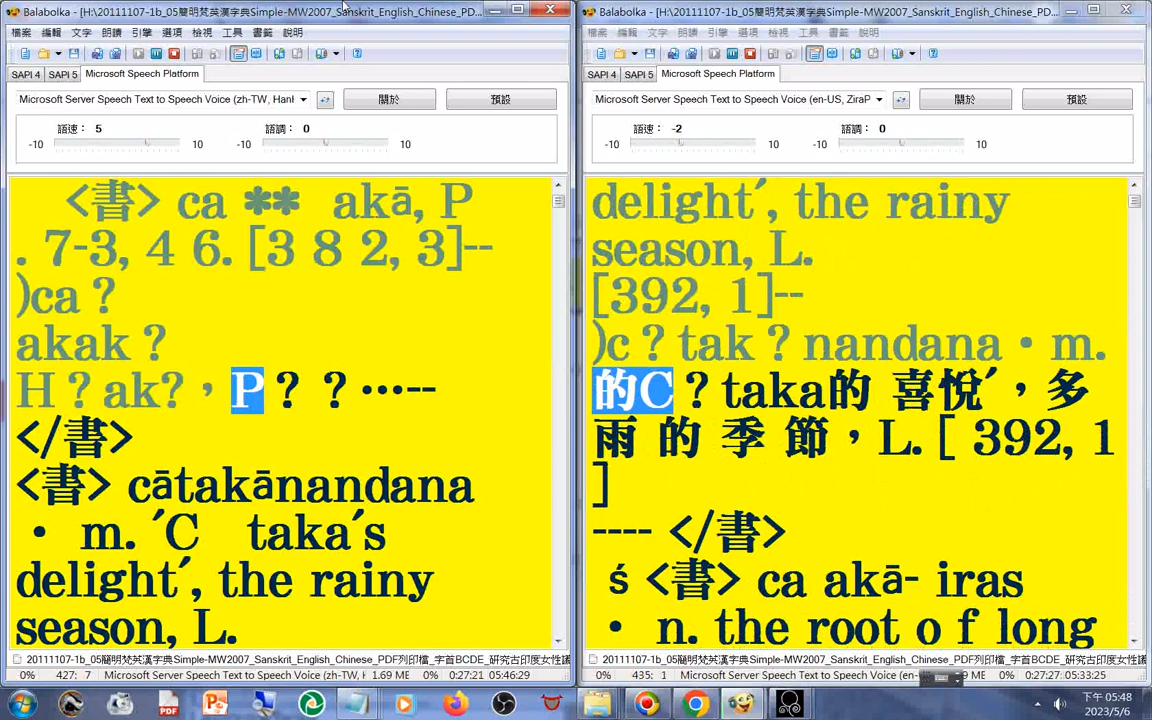 Balabolka - [H:\20111107-1b_05簡明梵英漢字典Simple-MW2007_Sanskrit_English_Chinese_PD...
檔案 編輯 文字 朗讀 引擎 選項 檢視 工具 書籤 說明
SAPI 4 SAPI 5 Microsoft Speech Platform
Microsoft Server Speech Text to Speech Voice (zh-TW, HanI
關於 預設
語速： 5 語調： 0
-10 10 -10 10
<書> ca ** akā, P
. 7-3, 4 6. [3 8 2, 3]--
)ca？
akak？
H？ak?，P？？…--
</書>
<書> cātakānandana
• m. ′C taka′s
delight′, the rainy
season, L.
20111107-1b_05簡明梵英漢字典Simple-MW2007_Sanskrit_English_Chinese_PDF列印檔_字首BCDE_研究古印度女性議
0% 427: 7 Microsoft Server Speech Text to Speech Voice (zh-TW, H 1.69 MB 0% 0:27:21 05:46:29
Balabolka - [H:\20111107-1b_05簡明梵英漢字典Simple-MW2007_Sanskrit_English_Chinese_PD...
檔案 編輯 文字 朗讀 引擎 選項 檢視 工具 書籤 說明
SAPI 4 SAPI 5 Microsoft Speech Platform
Microsoft Server Speech Text to Speech Voice (en-US, ZiraP
關於 預設
語速： -2 語調： 0
-10 10 -10 10
delight′, the rainy
season, L.
[392, 1]--
)c？tak？nandana • m.
的C？taka的 喜悅′，多
雨 的 季 節，L. [ 392, 1
]
---- </書>
ś <書> ca akā- iras
• n. the root o f long
20111107-1b_05簡明梵英漢字典Simple-MW2007_Sanskrit_English_Chinese_PDF列印檔_字首BCDE_研究古印度女性議
0% 435: 1 Microsoft Server Speech Text to Speech Voice 9 MB 0% 0:27:27 05:33:25
PDF
下午 05:48
2023/5/6